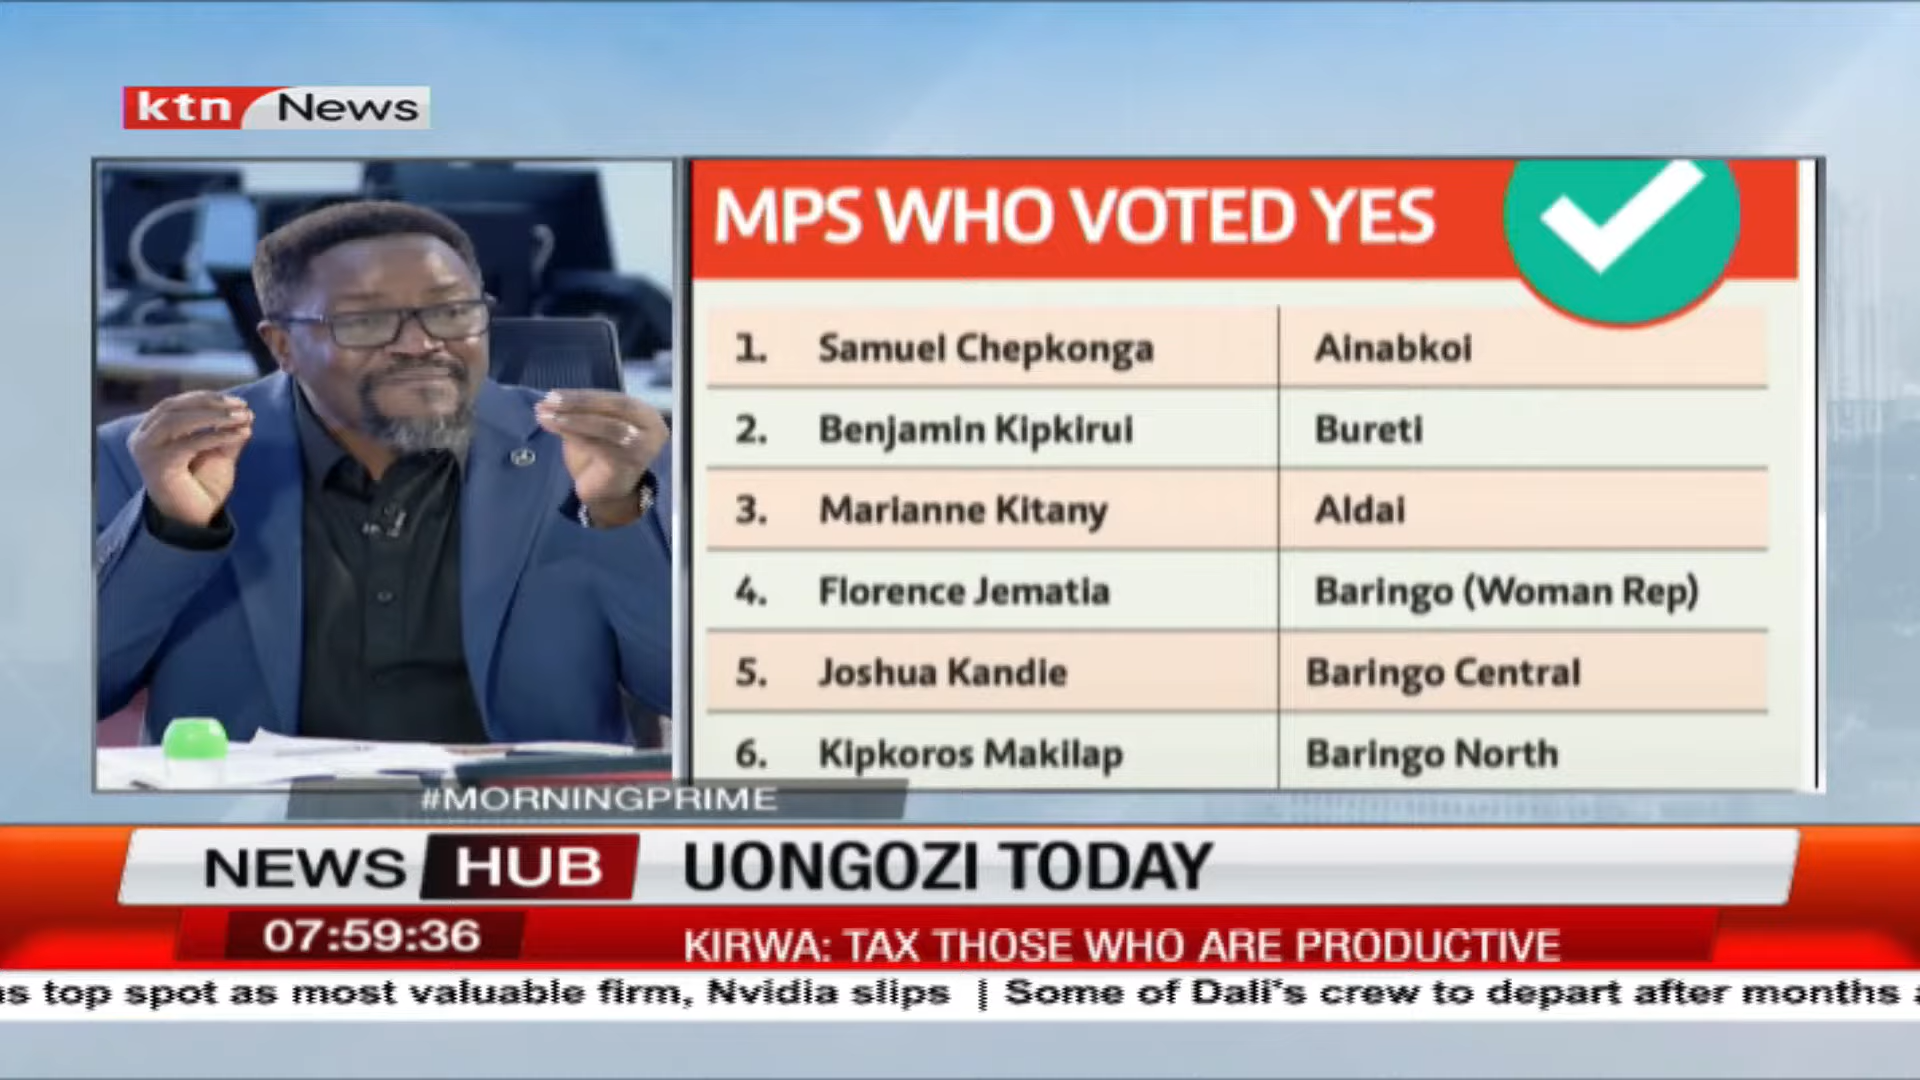 ktn News
MPS WHO VOTED YES
1. Samuel Chepkonga Ainabkoi
2. Benjamin Kipkirui Bureti
3. Marianne Kitany Aldai
4. Florence Jematia Baringo (Woman Rep)
5. Joshua Kandie Baringo Central
6. Kipkoros Makilap Baringo North
#MORNINGPRIME
NEWS HUB UONGOZI TODAY
07:59:36 KIRWA: TAX THOSE WHO ARE PRODUCTIVE
top spot as most valuable firm, Nvidia slips | Some of Dali's crew to depart after months